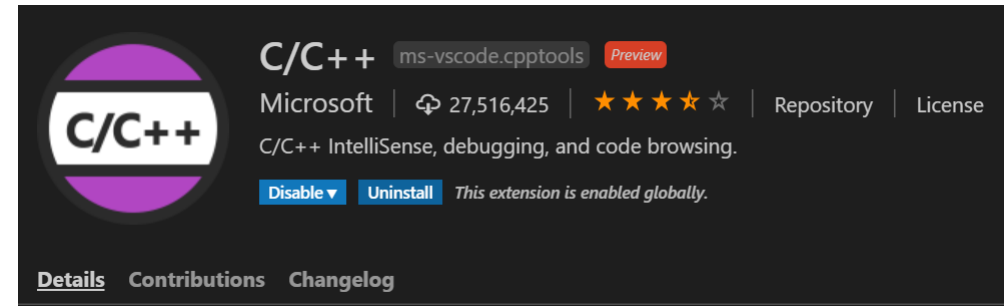 C/C++
C/C++ ms-vscode.cpptools Preview
Microsoft 27,516,425 Repository License
C/C++ IntelliSense, debugging, and code browsing.
Disable Uninstall This extension is enabled globally.
Details Contributions Changelog